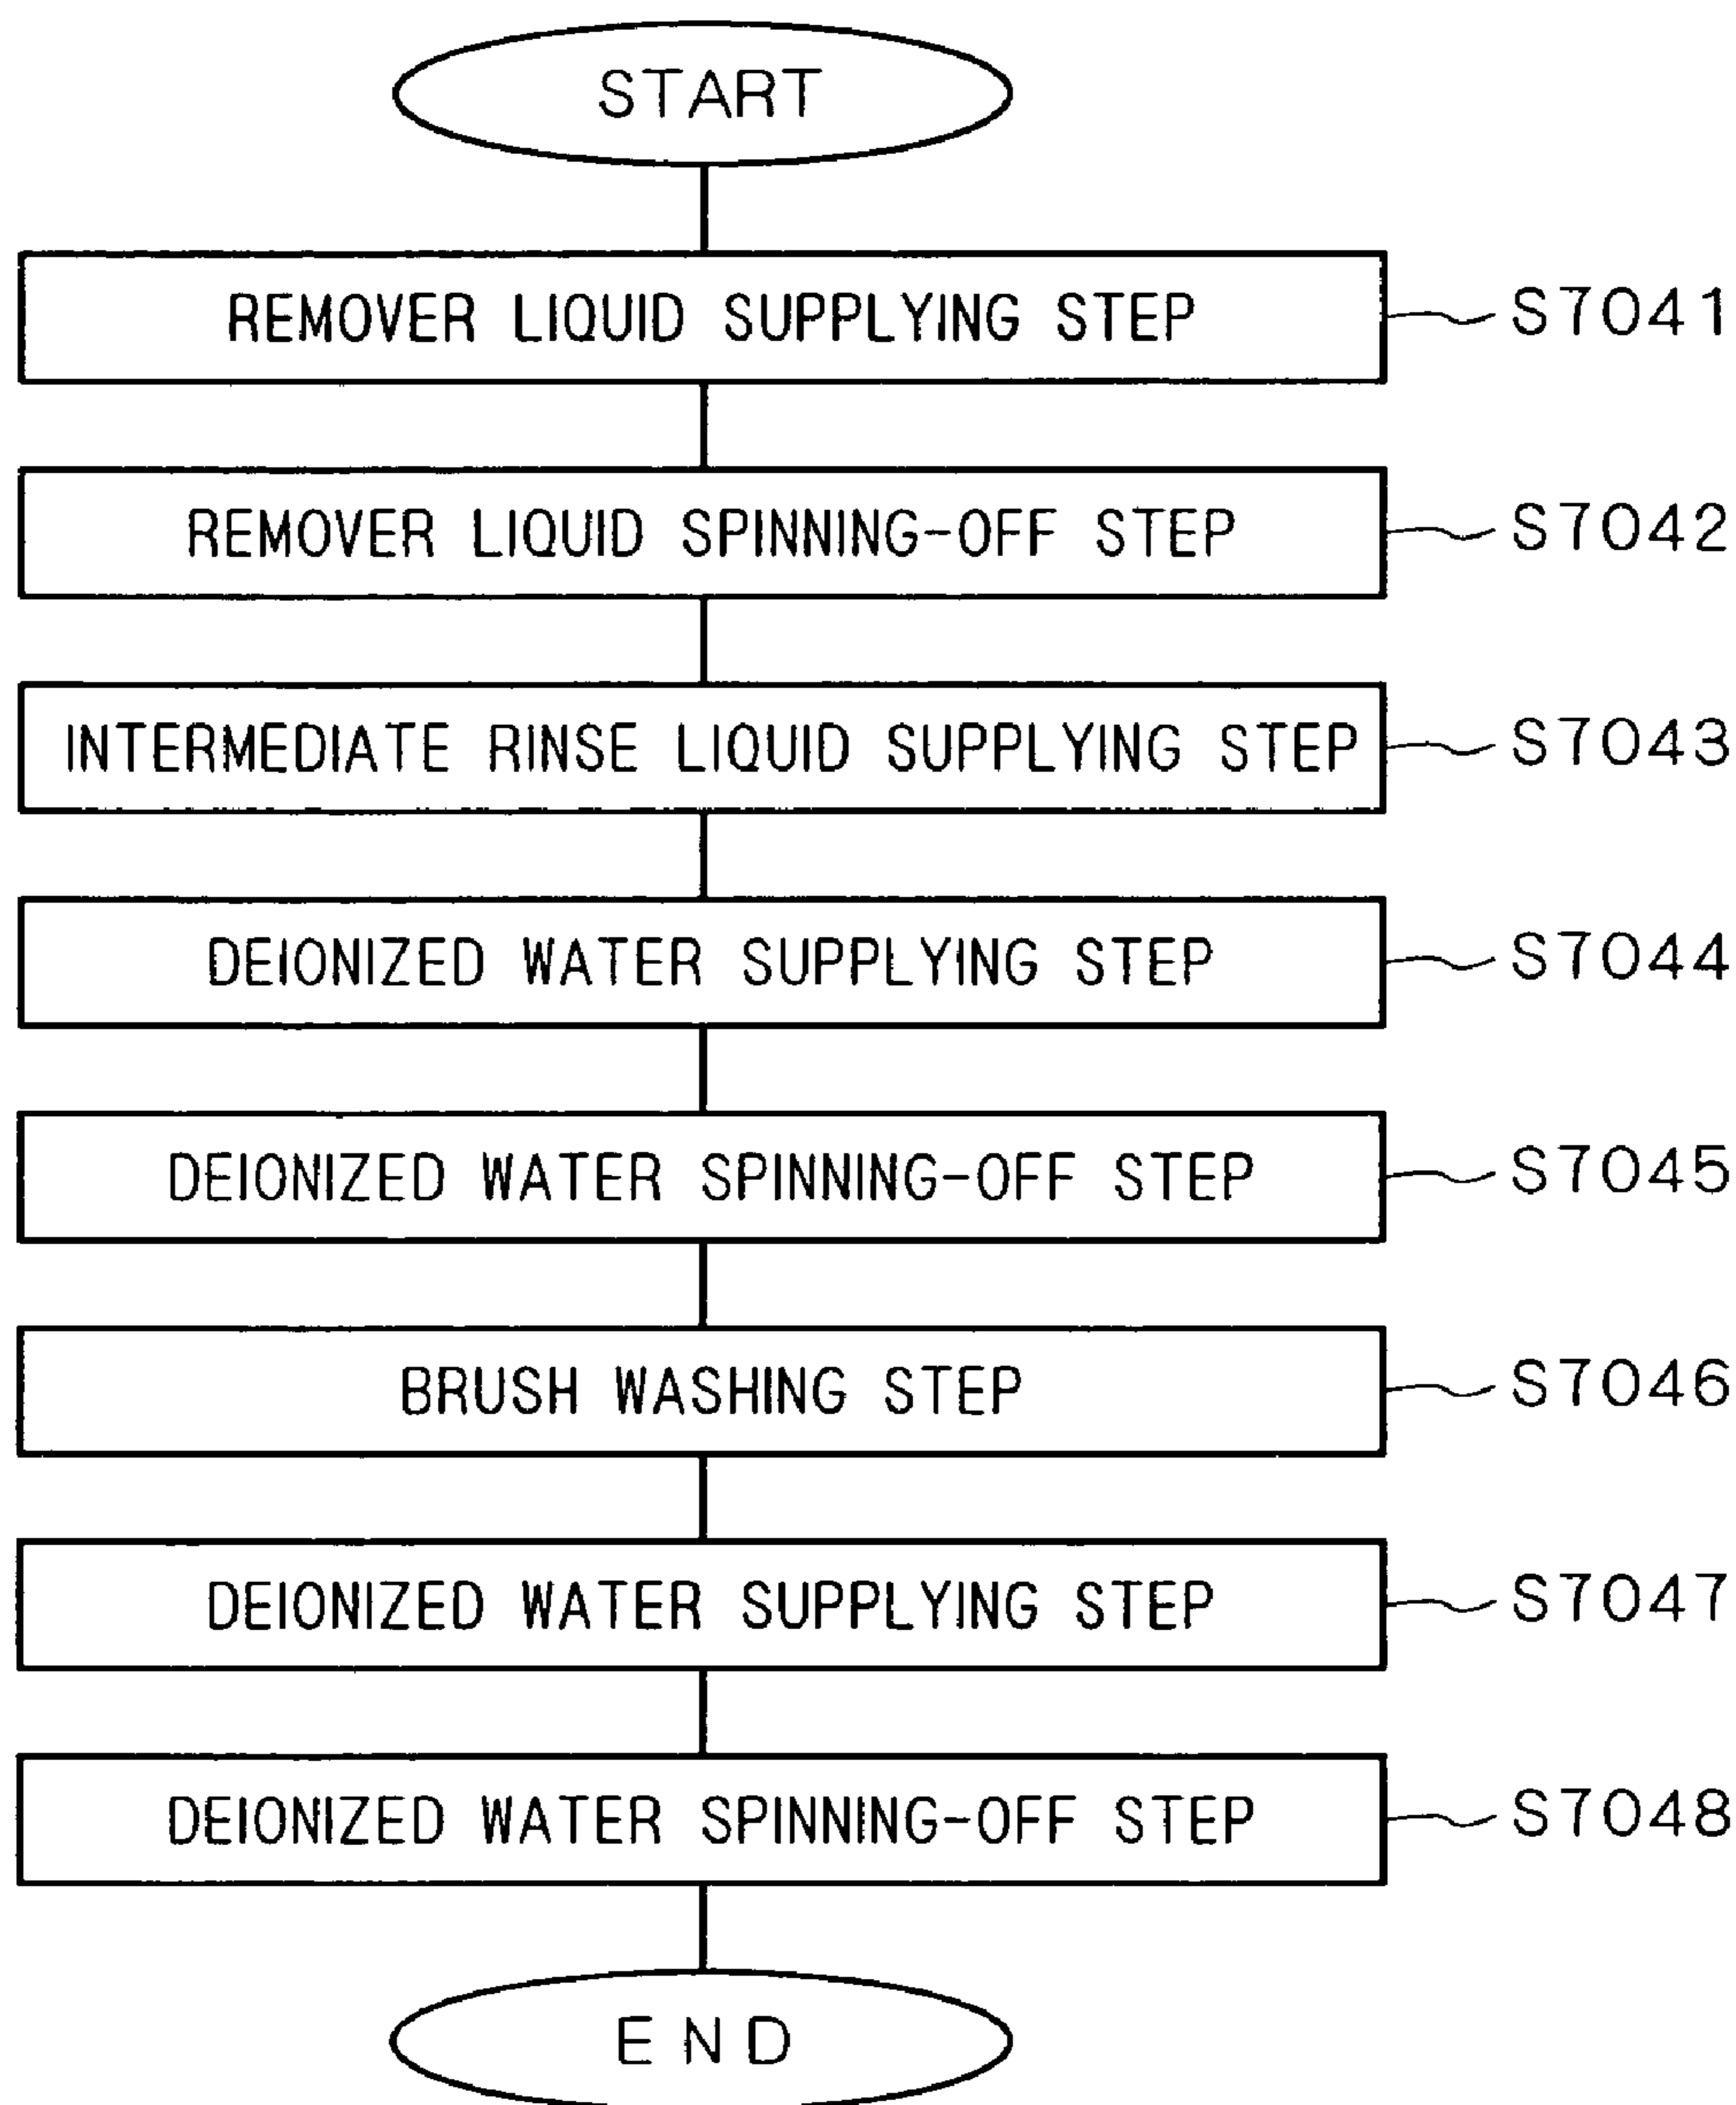 START
REMOVER LIQUID SUPPLYING STEP S7041
REMOVER LIQUID SPINNING-OFF STEP S7042
INTERMEDIATE RINSE LIQUID SUPPLYING STEP S7043
DEIONIZED WATER SUPPLYING STEP S7044
DEIONIZED WATER SPINNING-OFF STEP S7045
BRUSH WASHING STEP S7046
DEIONIZED WATER SUPPLYING STEP S7047
DEIONIZED WATER SPINNING-OFF STEP S7048
END